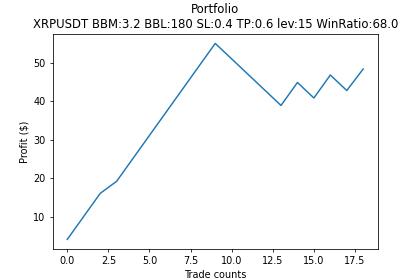 Portfolio
XRPUSDT BBM:3.2 BBL:180 SL:0.4 TP:0.6 lev:15 WinRatio:68.0
50
40
30
20
10
Profit ($)
0.0 2.5 5.0 7.5 10.0 12.5 15.0 17.5
Trade counts